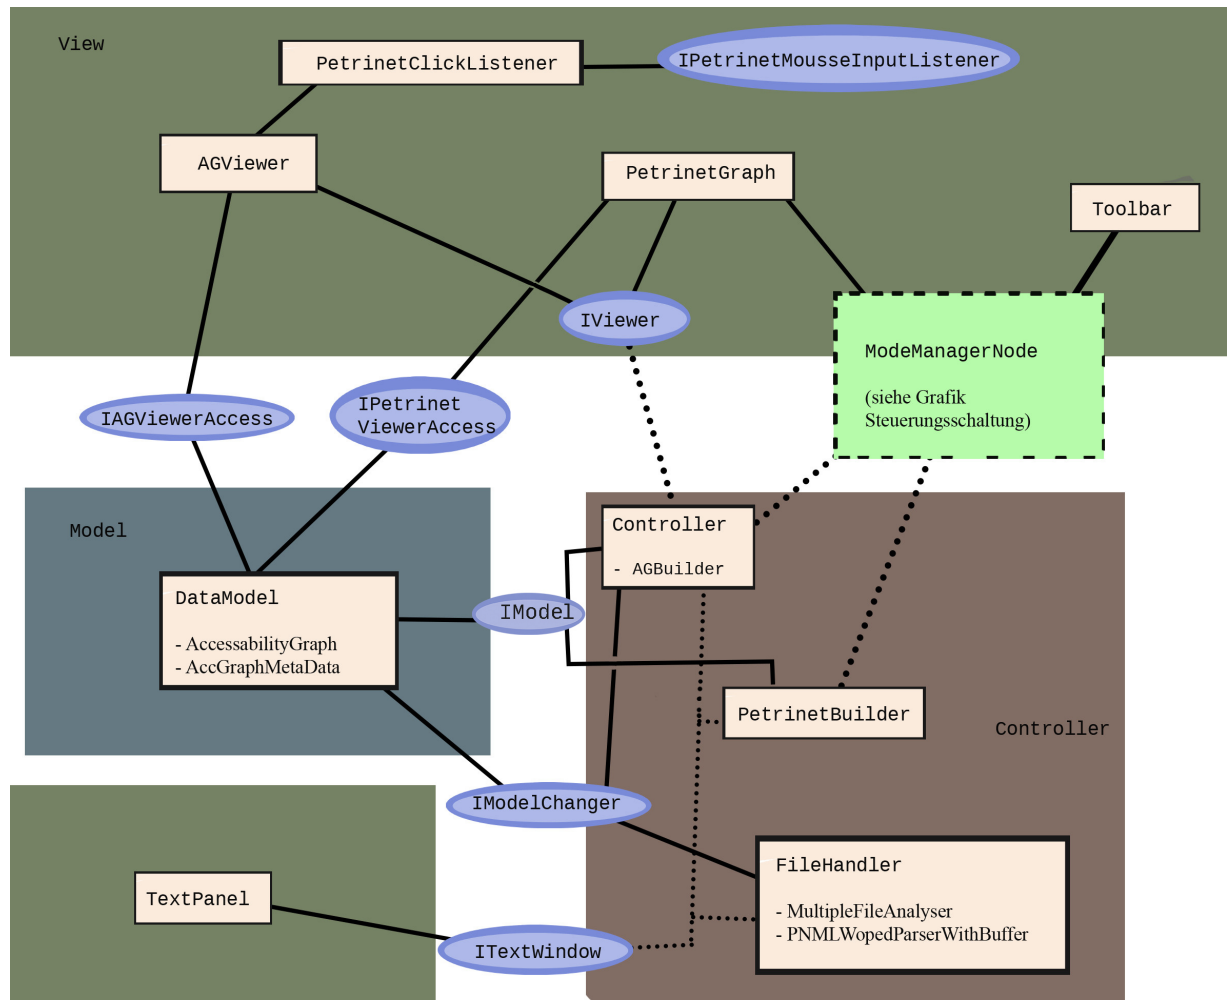 View
PetrinetClickListener
IPetrinetMousseInputListener
AGViewer
PetrinetGraph
Toolbar
IViewer
ModeManagerNode
(siehe Grafik
Steuerungsschaltung)
IAGViewerAccess
IPetrinet
ViewerAccess
Model
Controller
- AGBuilder
DataModel
- AccessabilityGraph
- AccGraphMetaData
IModel
PetrinetBuilder
Controller
IModelChanger
FileHandler
- MultipleFileAnalyser
- PNMLWopedParserWithBuffer
TextPanel
ITextWindow